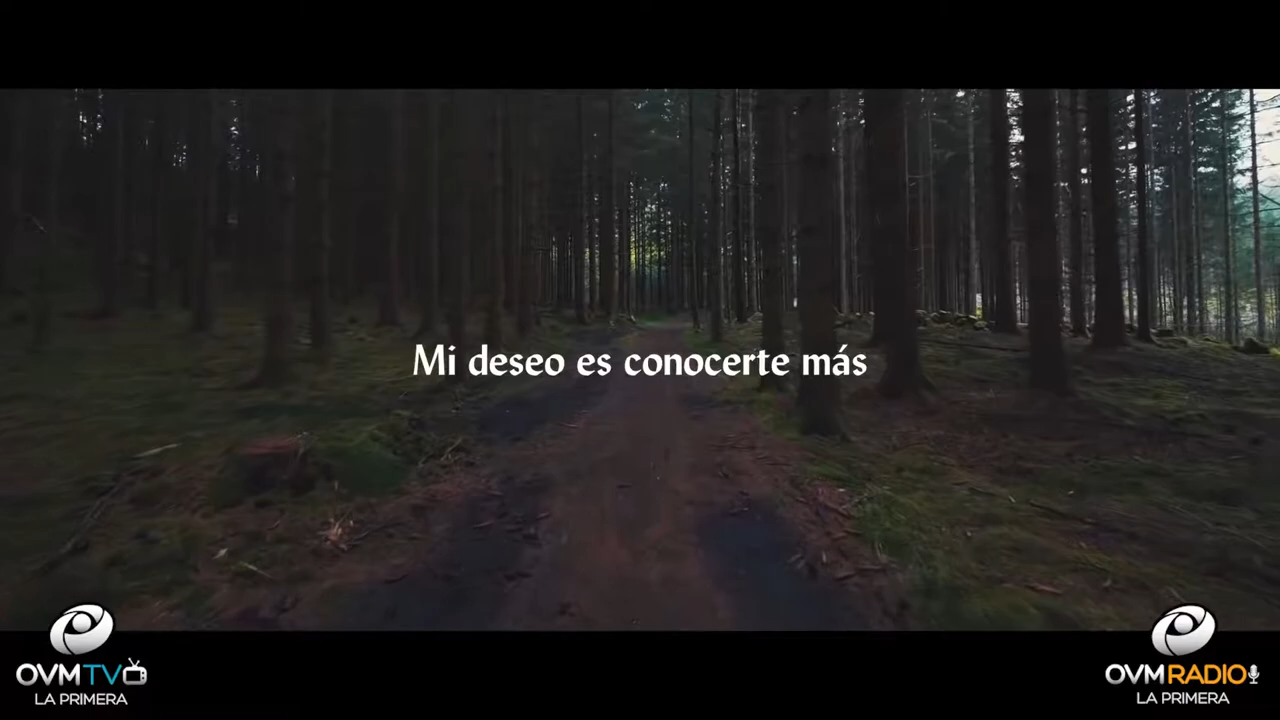 Mi deseo es conocerte más
OVMTV
LA PRIMERA
OVMRADIO
LA PRIMERA